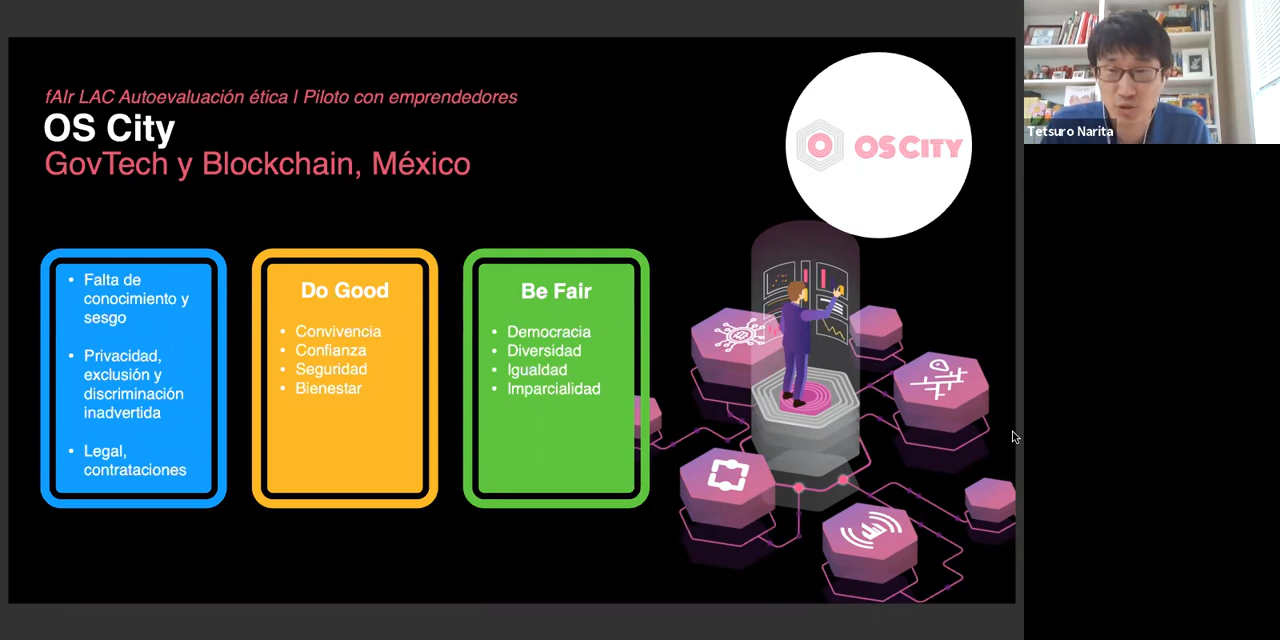 fAIr LAC Autoevaluación ética I Piloto con emprendedores
OS City
GovTech y Blockchain, México
OS CITY
Tetsuro Narita
• Falta de
conocimiento y
sesgo
• Privacidad,
exclusión y
discriminación
inadvertida
• Legal,
contrataciones
Do Good
• Convivencia
• Confianza
• Seguridad
• Bienestar
Be Fair
• Democracia
• Diversidad
• Igualdad
• Imparcialidad